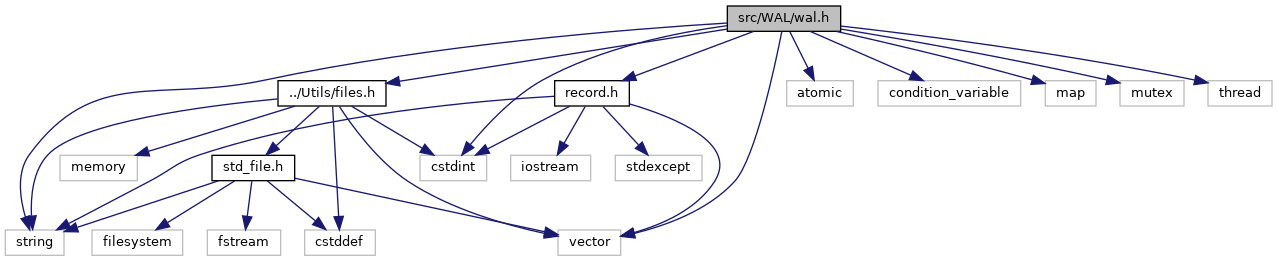 src/WAL/wal.h
../Utils/files.h
record.h
atomic
condition_variable
map
mutex
thread
memory
std_file.h
cstdint
iostream
stdexcept
string
filesystem
fstream
cstddef
vector